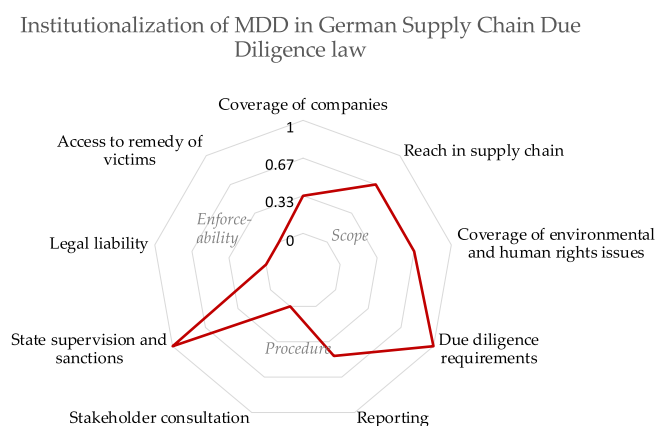 Institutionalization of MDD in German Supply Chain Due
Diligence law
Coverage of companies
1
Access to remedy of
victims
Reach in supply chain
0.67
0.33
Enforce-
ability
Scope
0
Legal liability
Coverage of environmental
and human rights issues
State supervision and
sanctions
Due diligence
requirements
Procedure
Stakeholder consultation
Reporting